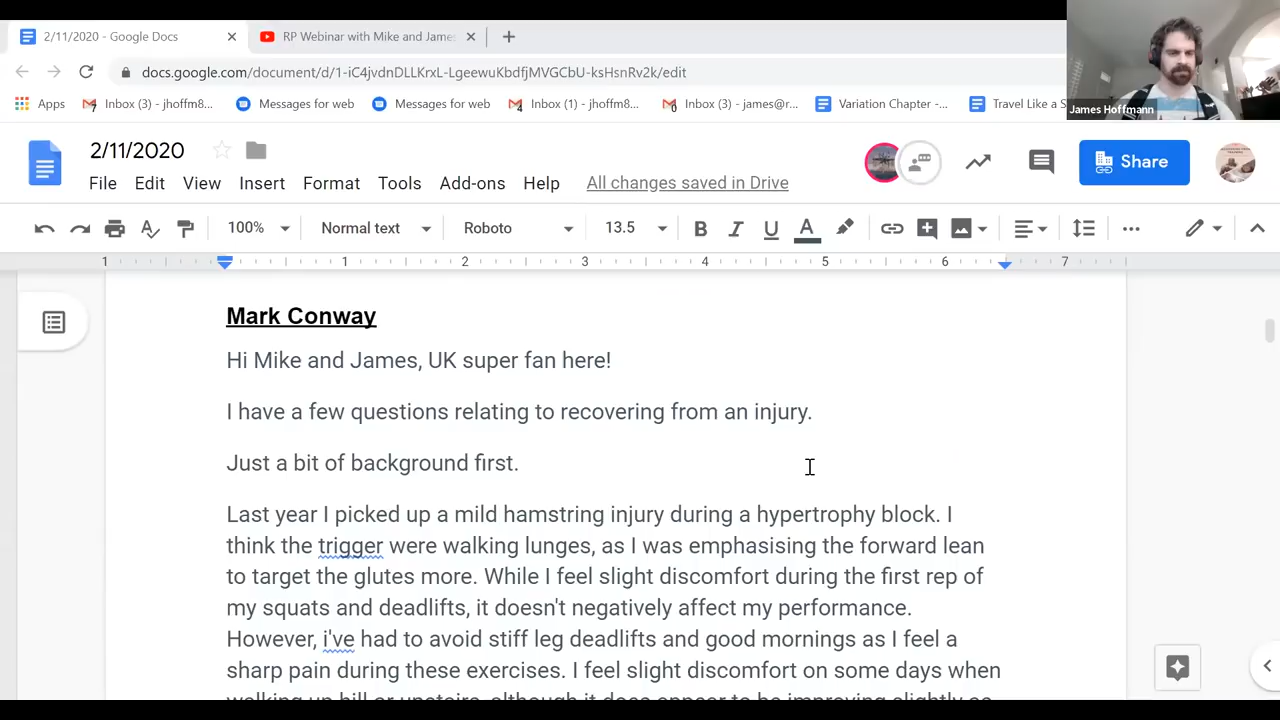 2/11/2020 - Google Docs
RP Webinar with Mike and James
docs.google.com/document/d/1-iC4jvdnDLLKrxL-LgeewuKbdfjMVGCbU-ksHsnRv2k/edit
Apps
Inbox (3) - jhoffm8...
Messages for web
Messages for web
Inbox (1) - jhoffm8...
Inbox (3) - james@r...
Variation Chapter -...
Travel Like a
James Hoffmann
2/11/2020
File Edit View Insert Format Tools Add-ons Help All changes saved in Drive
Share
100% Normal text Roboto 13.5 B I U A
1 1 2 3 4 5 6 7
Mark Conway
Hi Mike and James, UK super fan here!
I have a few questions relating to recovering from an injury.
Just a bit of background first.
Last year I picked up a mild hamstring injury during a hypertrophy block. I
think the trigger were walking lunges, as I was emphasising the forward lean
to target the glutes more. While I feel slight discomfort during the first rep of
my squats and deadlifts, it doesn't negatively affect my performance.
However, i've had to avoid stiff leg deadlifts and good mornings as I feel a
sharp pain during these exercises. I feel slight discomfort on some days when